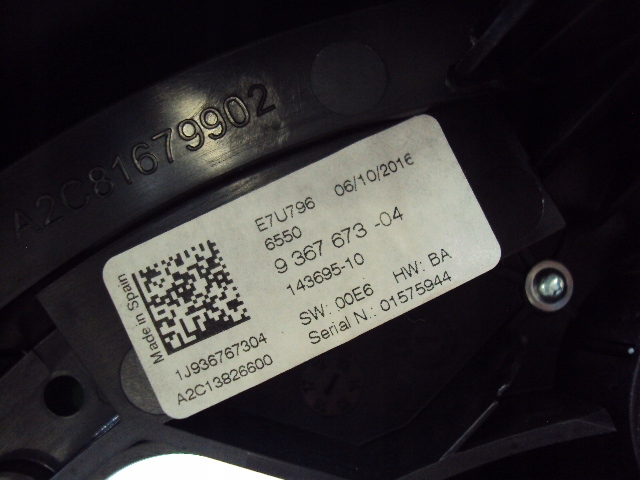 A2C81679902
E7U796 06/10/2016
6550
9 367 673 -04
143695-10
SW: 00E6 HW: BA
Serial N.: 01575944
Made in Spain
1J936767304
A2C13826600